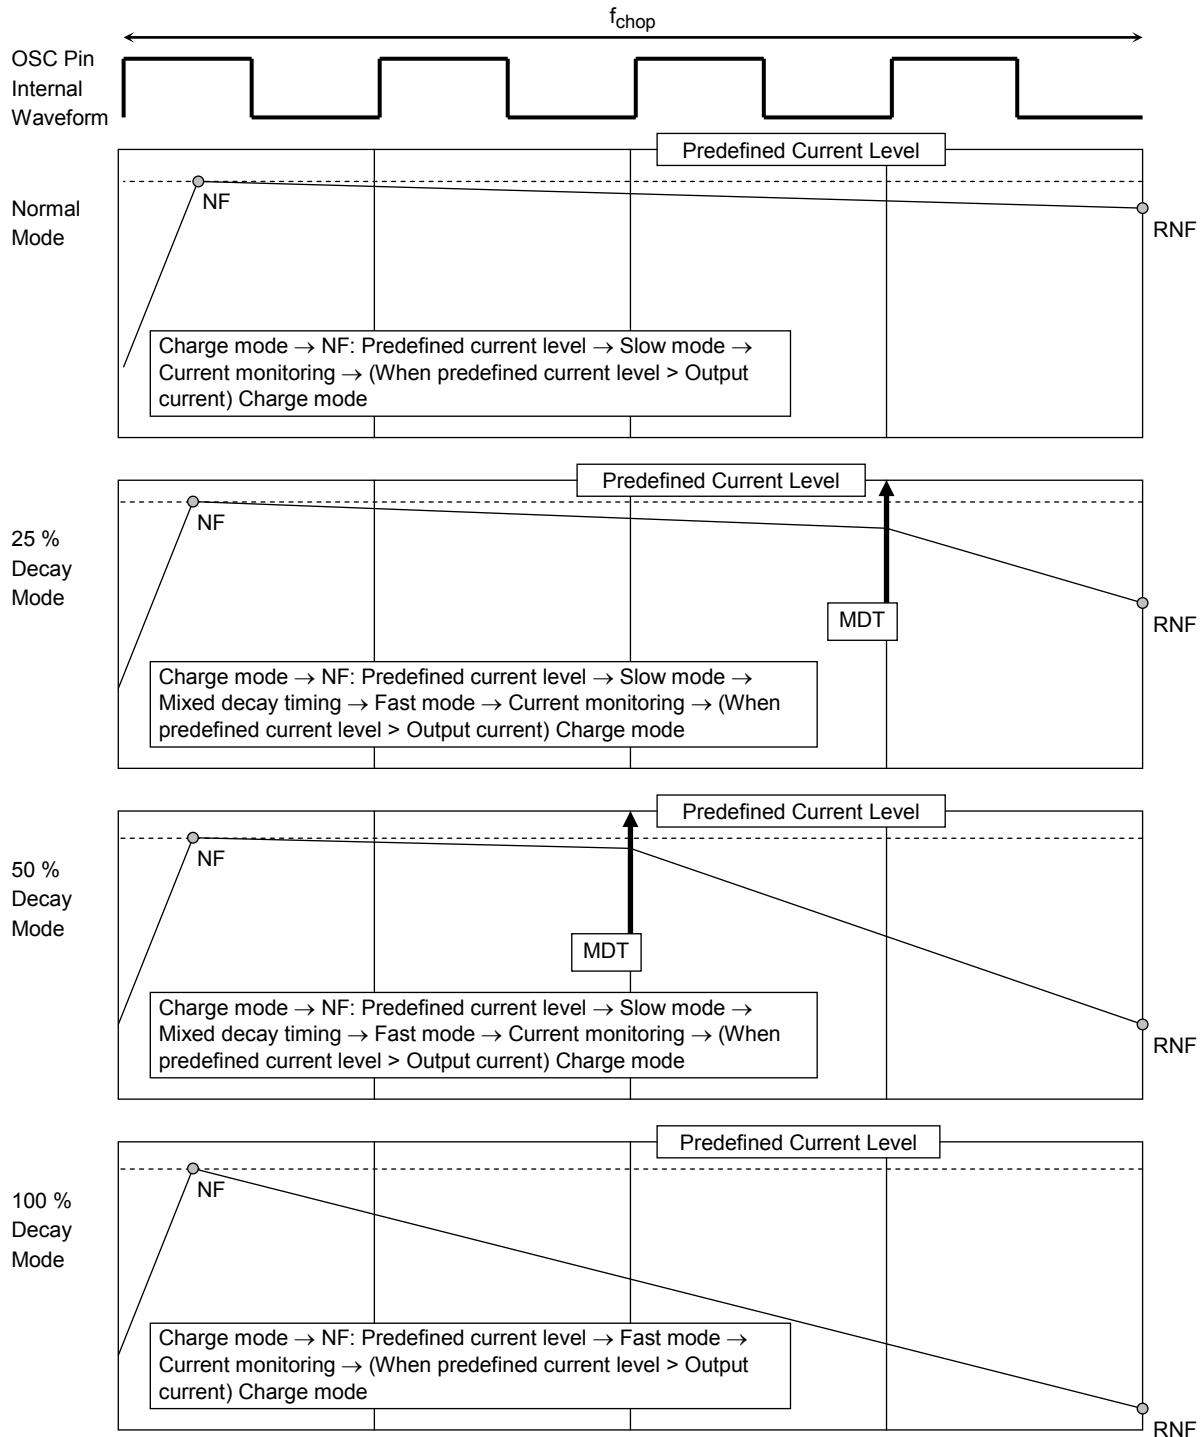 fchop
OSC Pin
Internal
Waveform
Predefined Current Level
NF
Normal
Mode
RNF
Charge mode → NF: Predefined current level → Slow mode →
Current monitoring → (When predefined current level > Output
current) Charge mode
Predefined Current Level
NF
25 %
Decay
Mode
MDT
RNF
Charge mode → NF: Predefined current level → Slow mode →
Mixed decay timing → Fast mode → Current monitoring → (When
predefined current level > Output current) Charge mode
Predefined Current Level
NF
50 %
Decay
Mode
MDT
Charge mode → NF: Predefined current level → Slow mode →
Mixed decay timing → Fast mode → Current monitoring → (When
predefined current level > Output current) Charge mode
RNF
Predefined Current Level
NF
100 %
Decay
Mode
Charge mode → NF: Predefined current level → Fast mode →
Current monitoring → (When predefined current level > Output
current) Charge mode
RNF